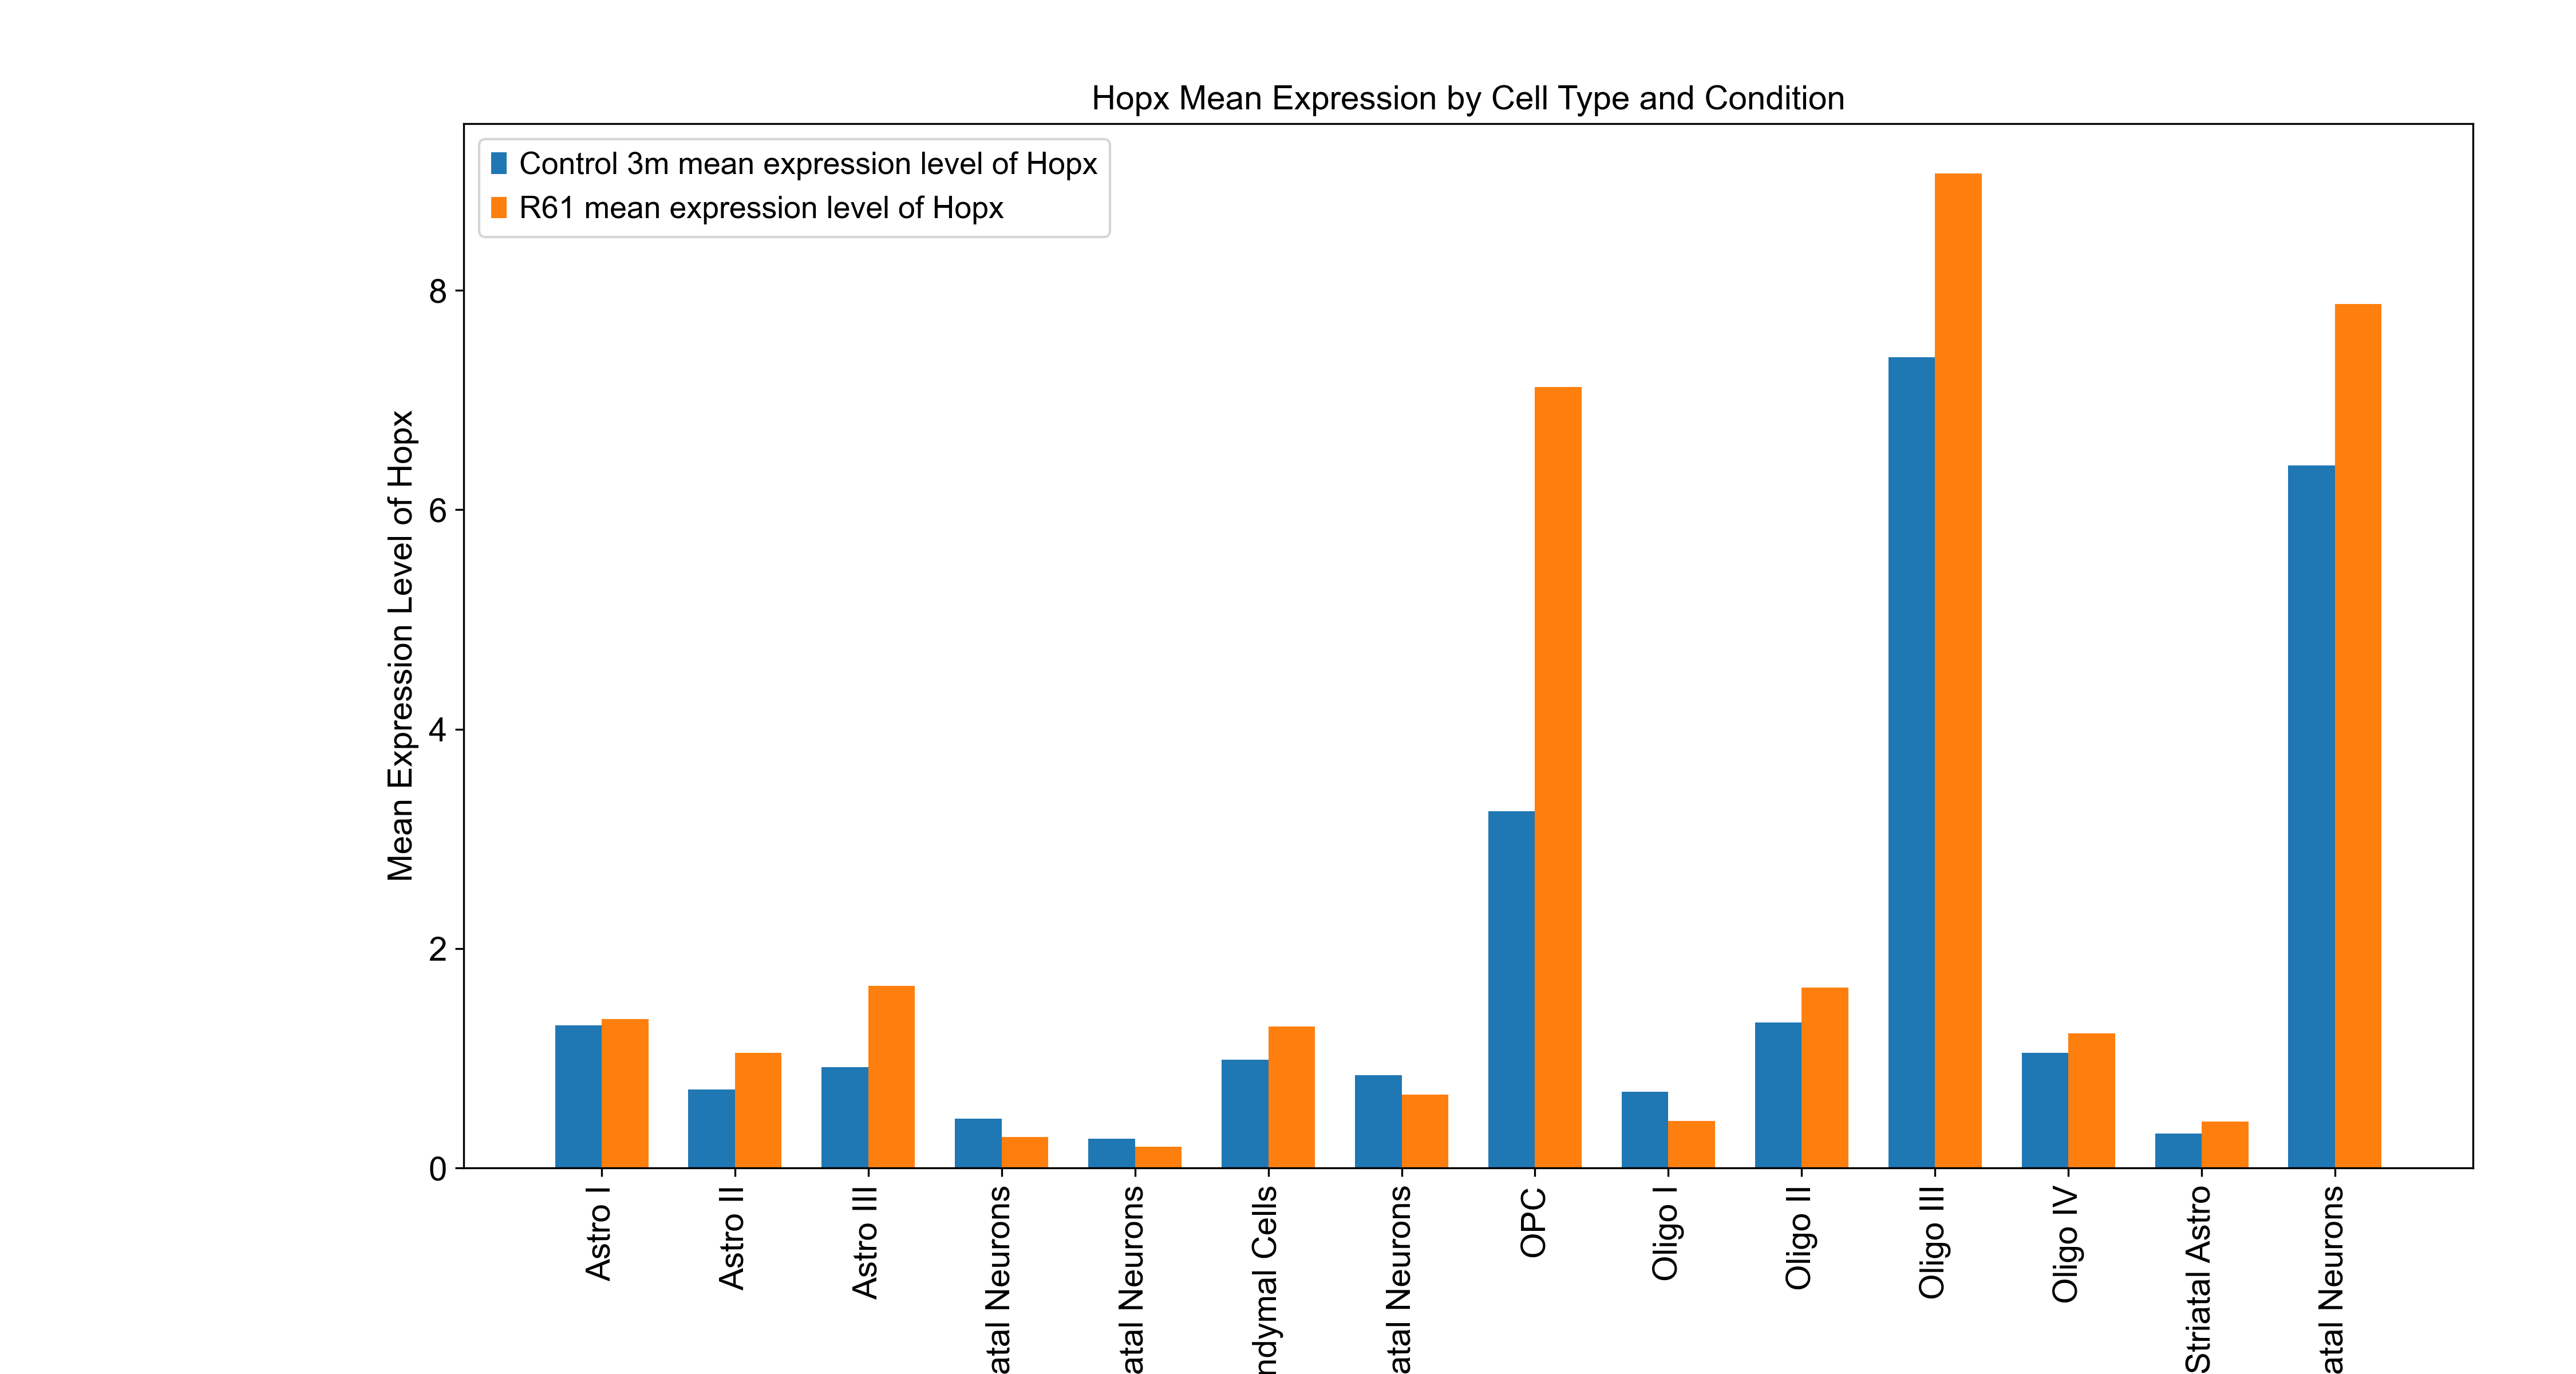 Hopx Mean Expression by Cell Type and Condition
Control 3m mean expression level of Hopx
R61 mean expression level of Hopx
Mean Expression Level of Hopx
8
6
4
2
0
Astro I
Astro II
Astro III
atal Neurons
atal Neurons
ndymal Cells
atal Neurons
OPC
Oligo I
Oligo II
Oligo III
Oligo IV
Striatal Astro
atal Neurons